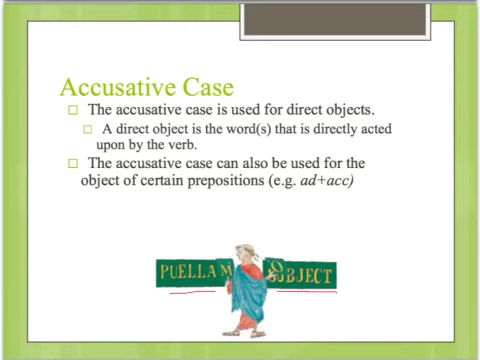 Accusative Case
The accusative case is used for direct objects.
A direct object is the word(s) that is directly acted
upon by the verb.
The accusative case can also be used for the
object of certain prepositions (e.g. ad+acc)
PUELLAM OBJECT